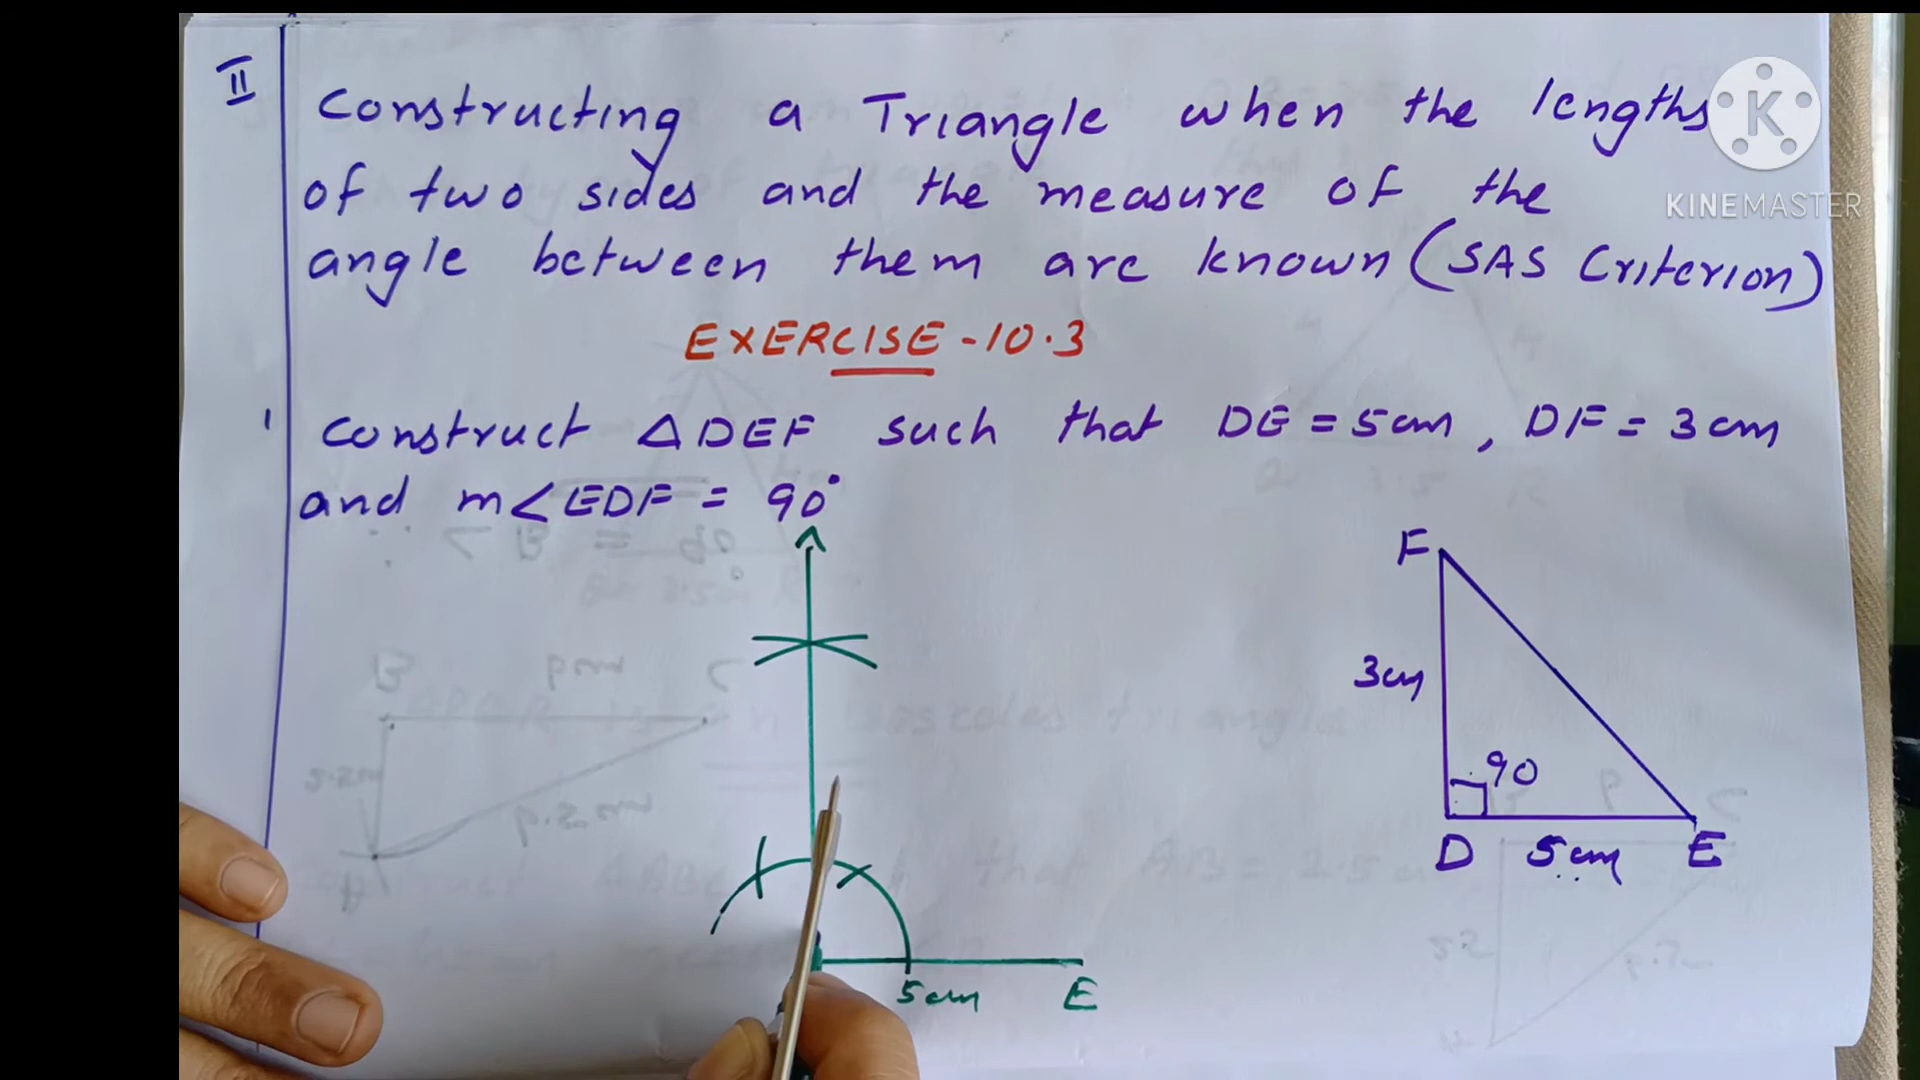 II
Constructing a Triangle when the lengths
of two sides and the measure of the
angle between them are known (SAS Criterion)
EXERCISE - 10.3
1 Construct △DEF such that DE = 5cm, DF = 3cm
and m∠EDF = 90°
F
3cm
90
D 5cm E
5cm E
K
KINEMASTER